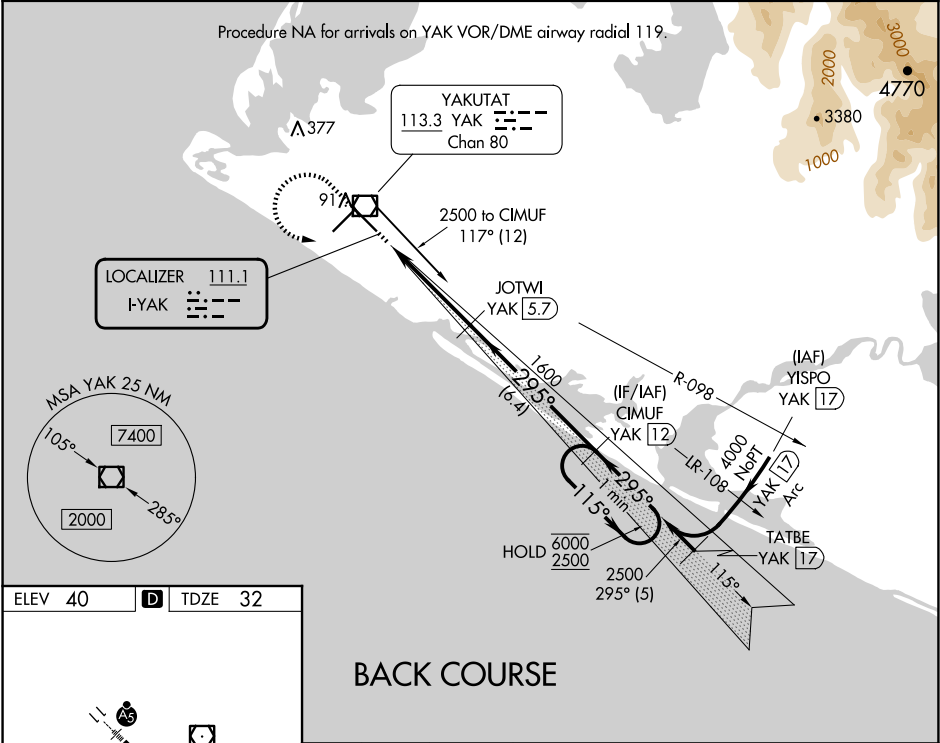 Procedure NA for arrivals on YAK VOR/DME airway radial 119.
3000
2000
4770
3380
1000
YAKUTAT
113.3 YAK
Chan 80
377
917
2500 to CIMUF
117° (12)
LOCALIZER 111.1
I-YAK
JOTWI
YAK 5.7
1600
295°
(6.4)
R-098
(IAF)
YISPO
YAK 17
(IF/IAF)
CIMUF
YAK 12
4000
NoPT
YAK 17
Arc
LR-108
MSA YAK 25 NM
105°
7400
285°
2000
295°
1 min
115°
HOLD 6000
2500
TATBE
YAK 17
2500
295° (5)
115°
ELEV 40 D TDZE 32
BACK COURSE
11
A5